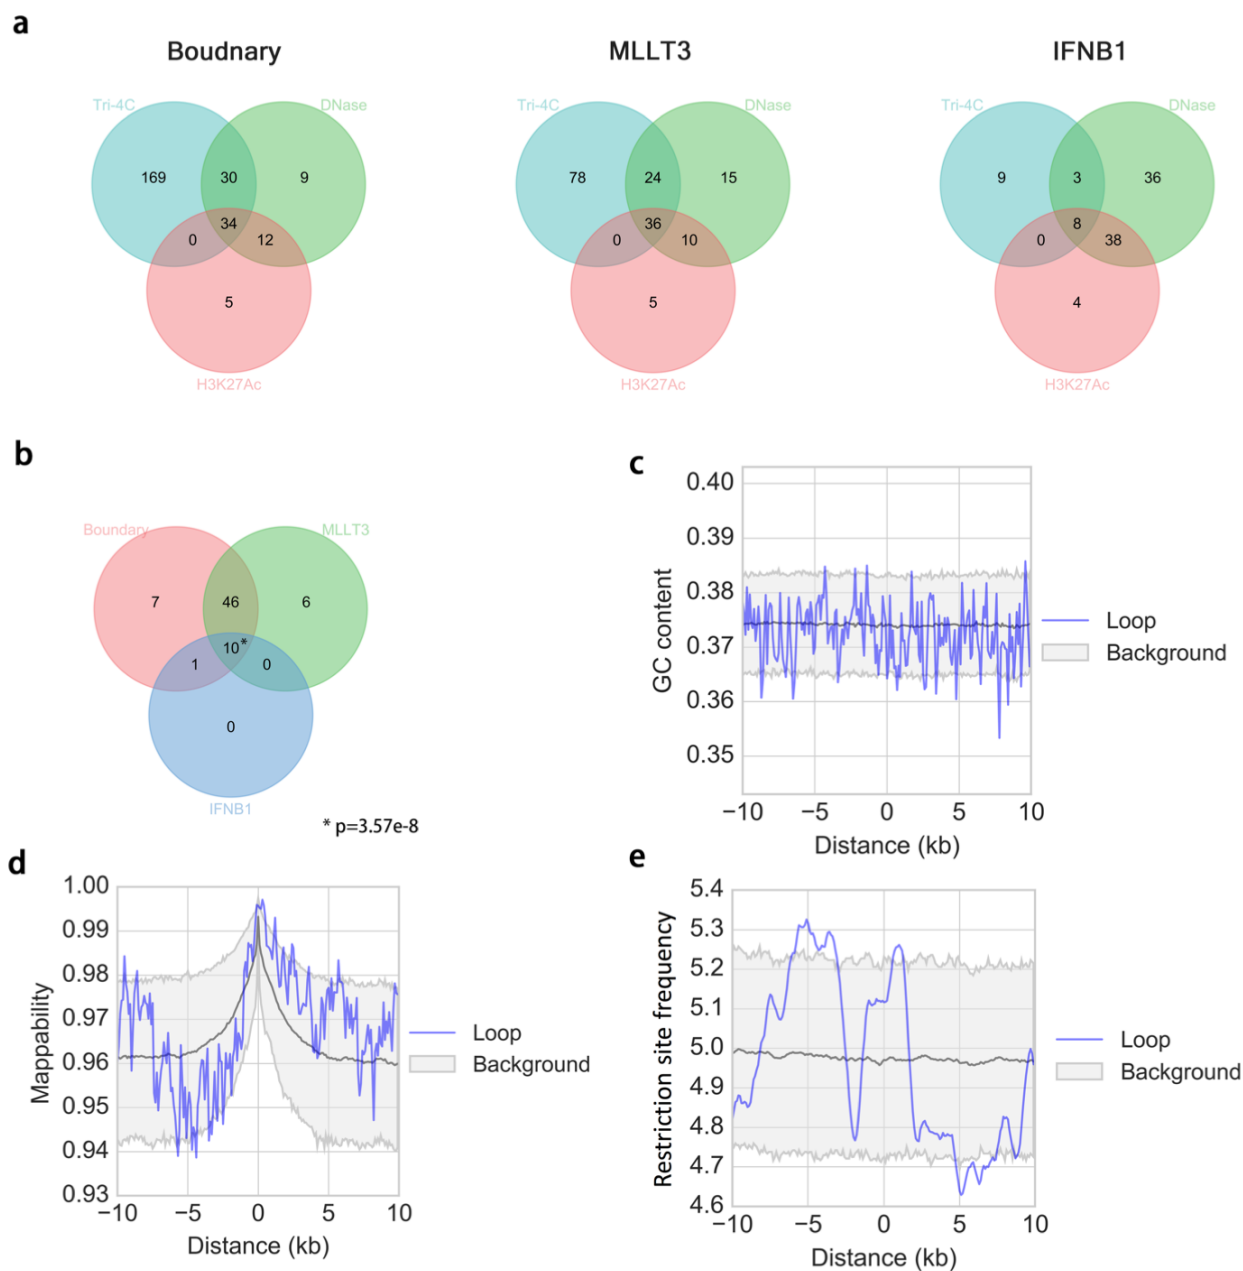 a
Boudnary
MLLT3
IFNB1
Tri-4C
DNase
169
30
9
34
0
12
5
H3K27Ac
Tri-4C
DNase
78
24
15
36
0
10
5
H3K27Ac
Tri-4C
DNase
9
3
36
8
0
38
4
H3K27Ac
b
Boundary
MLLT3
7
46
6
10*
1
0
0
IFNB1
* p=3.57e-8
c
0.40
0.39
0.38
0.37
0.36
0.35
GC content
−10
−5
0
5
10
Distance (kb)
Loop
Background
d
1.00
0.99
0.98
0.97
0.96
0.95
0.94
0.93
Mappability
−10
−5
0
5
10
Distance (kb)
Loop
Background
e
5.4
5.3
5.2
5.1
5.0
4.9
4.8
4.7
4.6
Restriction site frequency
−10
−5
0
5
10
Distance (kb)
Loop
Background